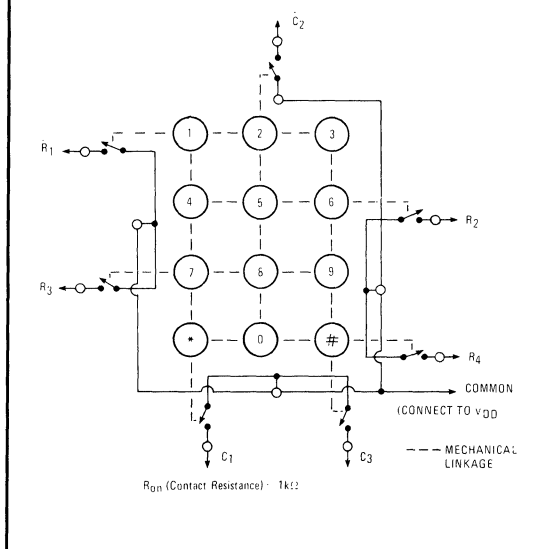 C2
1 2 3
R1
4 5 6
R2
7 8 9
R3
* 0 #
R4
COMMON
(CONNECT TO VDD
C1 C3
--- MECHANICAL
LINKAGE
Ron (Contact Resistance) - 1kΩ